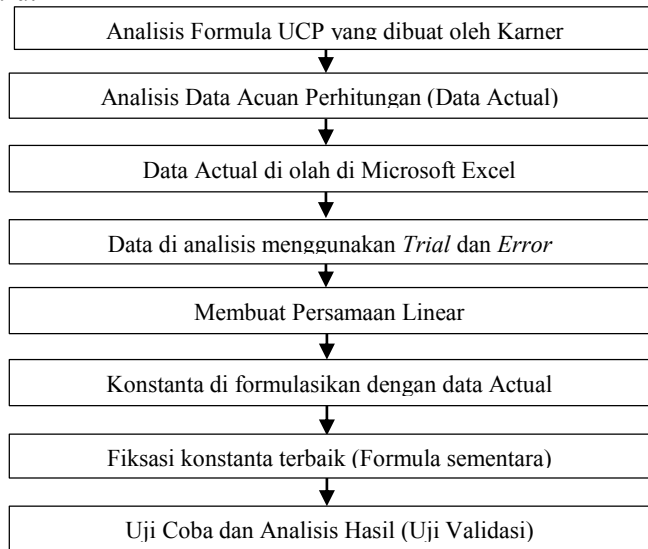 Analisis Formula UCP yang dibuat oleh Karner
Analisis Data Acuan Perhitungan (Data Actual)
Data Actual di olah di Microsoft Excel
Data di analisis menggunakan Trial dan Error
Membuat Persamaan Linear
Konstanta di formulasikan dengan data Actual
Fiksasi konstanta terbaik (Formula sementara)
Uji Coba dan Analisis Hasil (Uji Validasi)